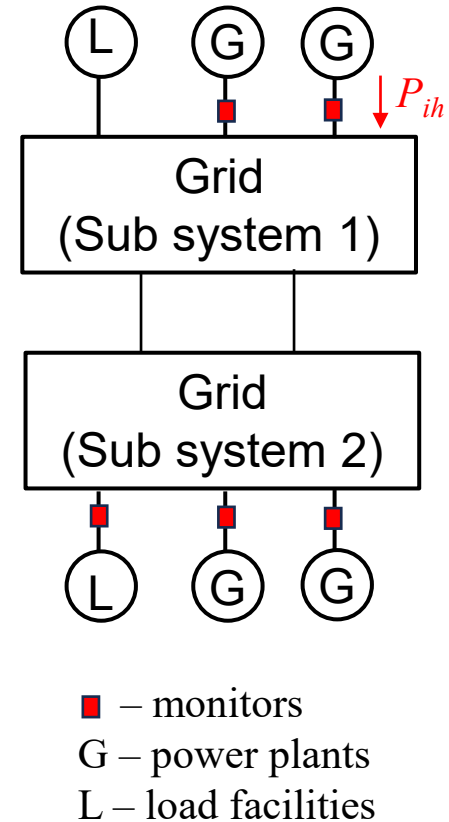 L G G
P_ih
Grid
(Sub system 1)
Grid
(Sub system 2)
L G G
– monitors
G – power plants
L – load facilities